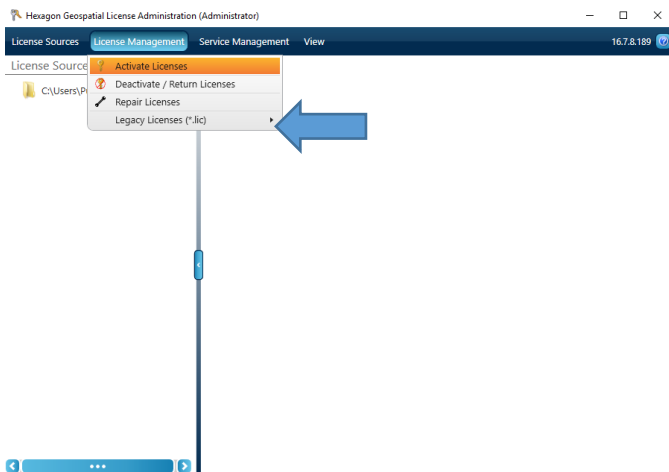 Hexagon Geospatial License Administration (Administrator)
License Sources License Management Service Management View 16.7.8.189
License Source
Activate Licenses
C:\Users\P
Deactivate / Return Licenses
Repair Licenses
Legacy Licenses (*.lic)